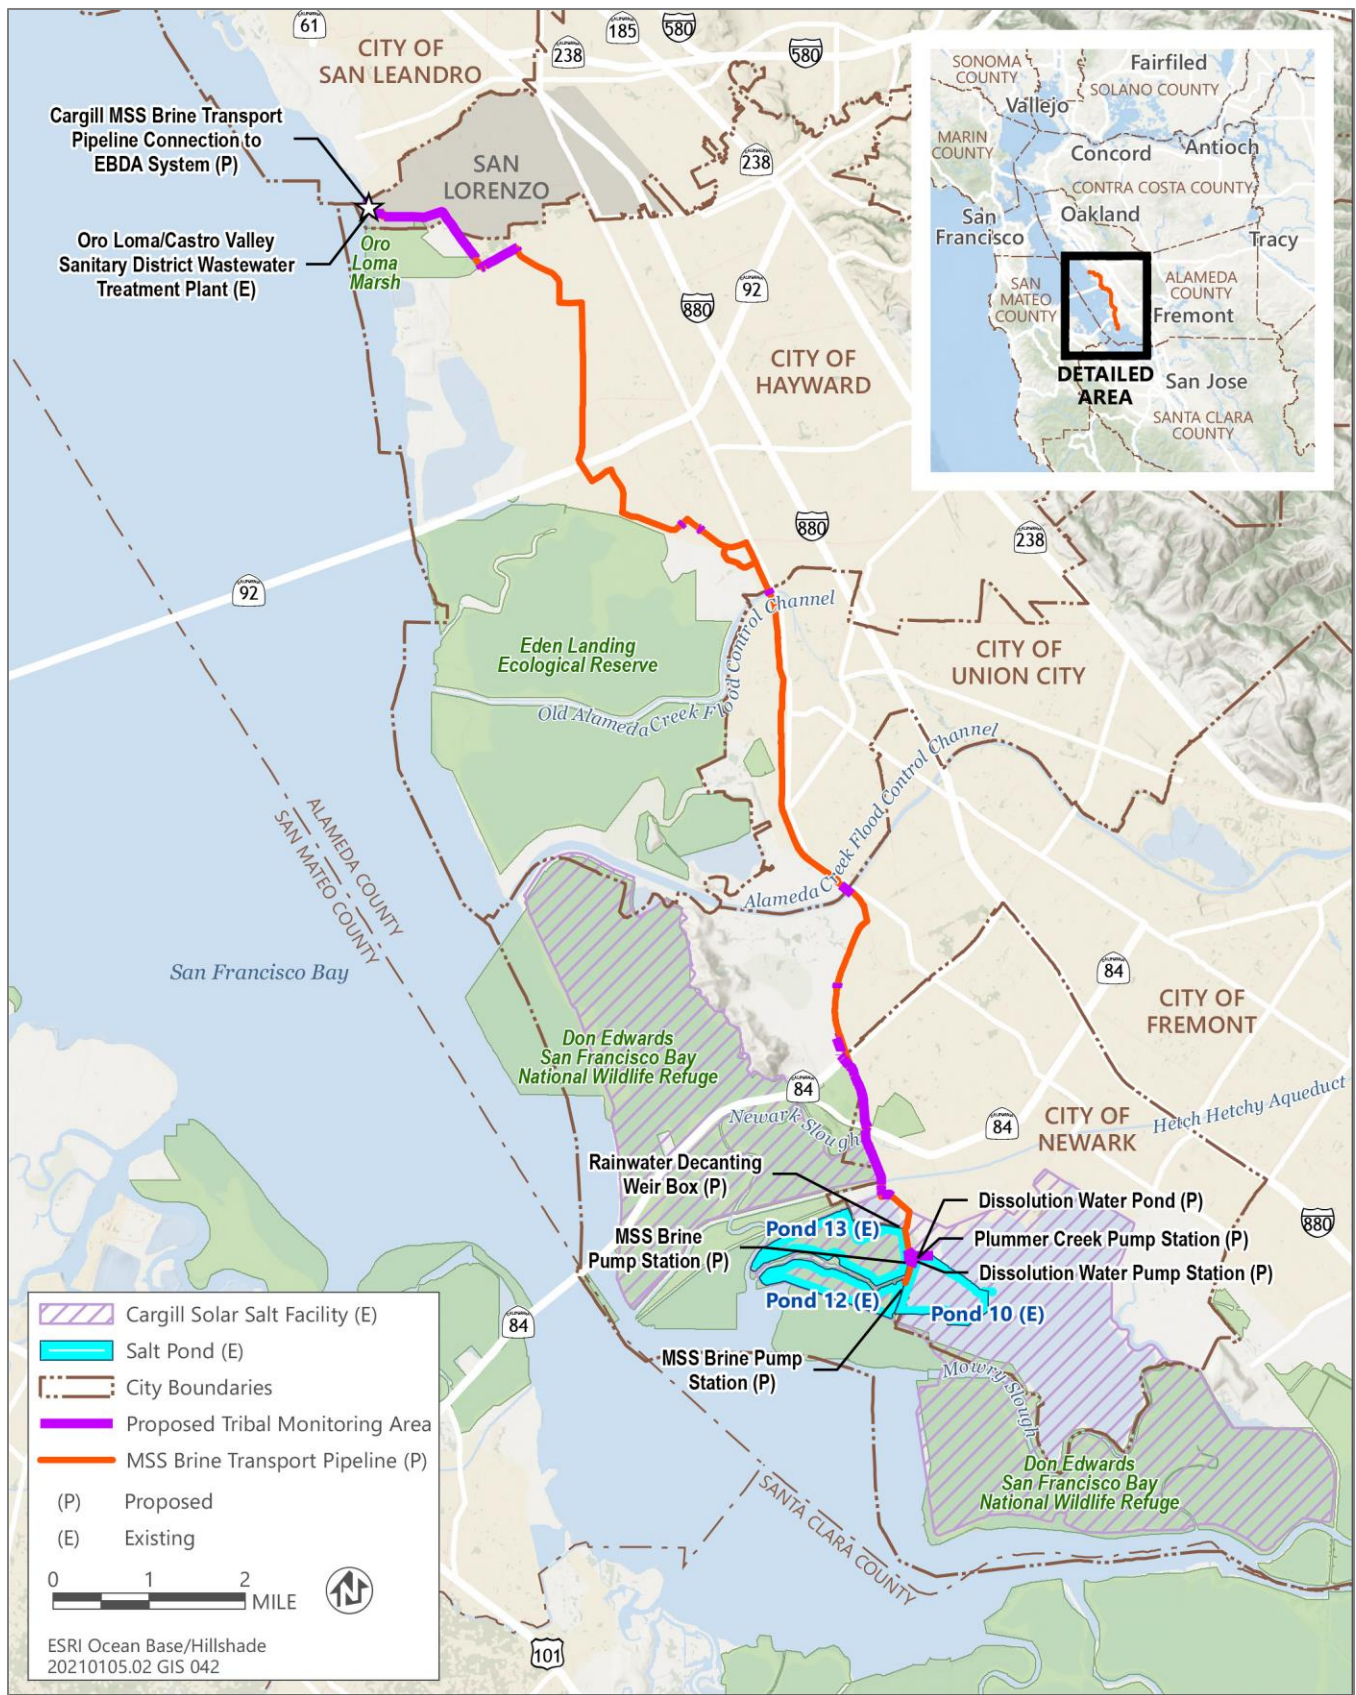 61
CITY OF
SAN LEANDRO
238
185
580
580
Cargill MSS Brine Transport
Pipeline Connection to
EBDA System (P)
SAN
LORENZO
238
Oro Loma/Castro Valley
Sanitary District Wastewater
Treatment Plant (E)
Oro
Loma
Marsh
880
92
CITY OF
HAYWARD
SONOMA
COUNTY
Fairfiled
SOLANO COUNTY
Vallejo
MARIN
COUNTY
Concord
Antioch
CONTRA COSTA COUNTY
San
Francisco
Oakland
Tracy
SAN
MATEO
COUNTY
ALAMEDA
COUNTY
Fremont
DETAILED
AREA
San Jose
SANTA CLARA
COUNTY
880
238
92
Eden Landing
Ecological Reserve
Old Alameda Creek Flood Control Channel
CITY OF
UNION CITY
Alameda Creek Flood Control Channel
ALAMEDA COUNTY
SAN MATEO COUNTY
San Francisco Bay
84
CITY OF
FREMONT
Don Edwards
San Francisco Bay
National Wildlife Refuge
84
Newark Slough
84
CITY OF
NEWARK
Hetch Hetchy Aqueduct
Rainwater Decanting
Weir Box (P)
Dissolution Water Pond (P)
Pond 13 (E)
MSS Brine
Pump Station (P)
Plummer Creek Pump Station (P)
Dissolution Water Pump Station (P)
880
Pond 12 (E)
Pond 10 (E)
84
MSS Brine Pump
Station (P)
Mowry Slough
Don Edwards
San Francisco Bay
National Wildlife Refuge
SANTA CLARA COUNTY
Cargill Solar Salt Facility (E)
Salt Pond (E)
City Boundaries
Proposed Tribal Monitoring Area
MSS Brine Transport Pipeline (P)
(P) Proposed
(E) Existing
0 1 2
MILE
N
ESRI Ocean Base/Hillshade
20210105.02 GIS 042
101